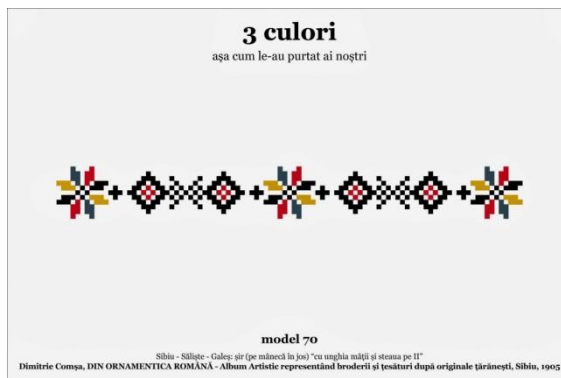 3 culori
așa cum le-au purtat ai noștri
model 70
Sibiu - Săliște - Galeș: șir (pe mânecă în jos) "cu unghia mâții și steaua pe II"
Dimitrie Comșa, DIN ORNAMENTICA ROMÂNĂ - Album Artistic reprezentând broderii și țesături după originale țărănești, Sibiu, 1905